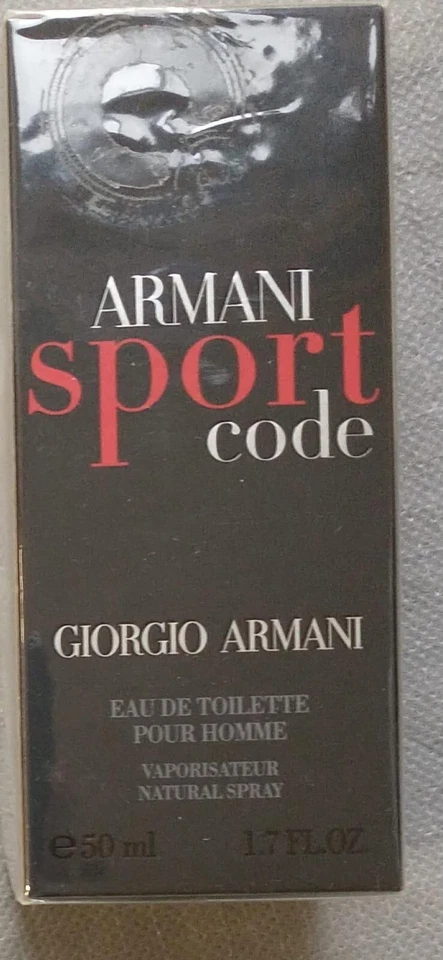 ARMANI
sport
code
GIORGIO ARMANI
EAU DE TOILETTE
POUR HOMME
VAPORISATEUR
NATURAL SPRAY
e 50 ml 1.7 FL.OZ.